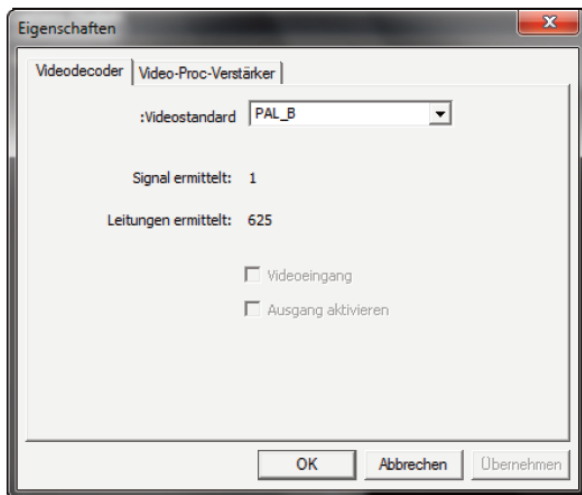 Eigenschaften
Videodecoder Video-Proc-Verstärker
:Videostandard PAL_B
Signal ermittelt: 1
Leitungen ermittelt: 625
Videoeingang
Ausgang aktivieren
OK Abbrechen Übernehmen